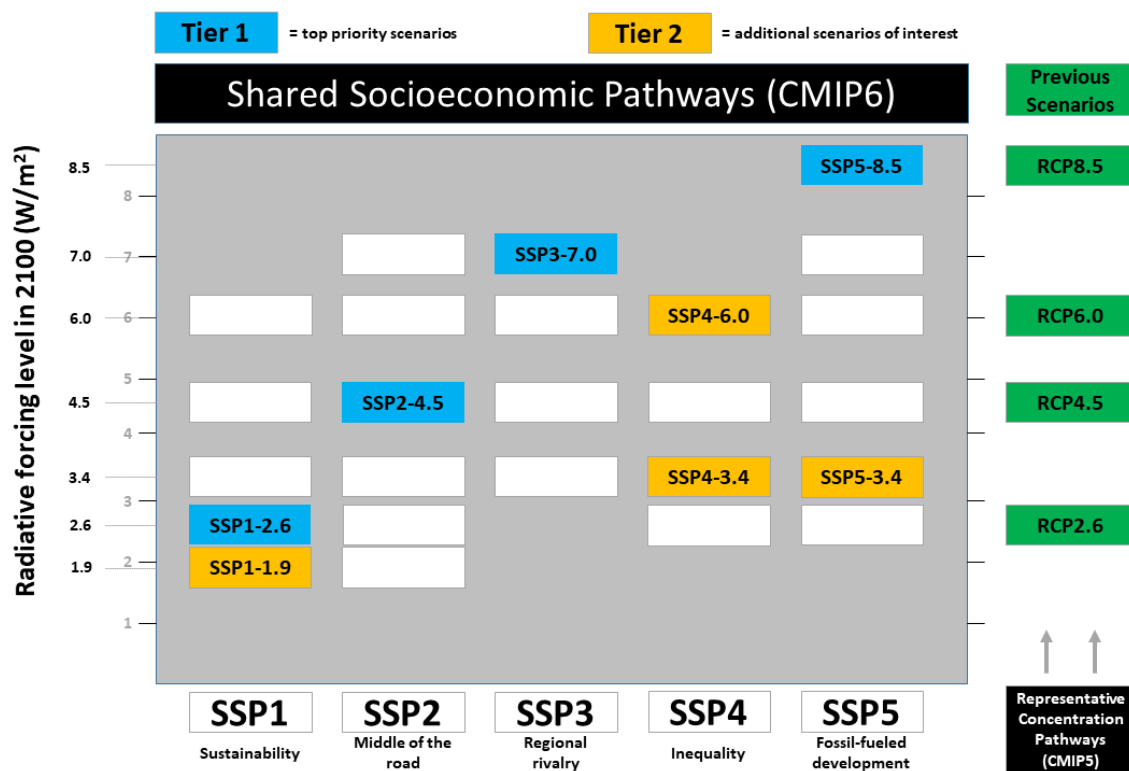 Tier 1 = top priority scenarios
Tier 2 = additional scenarios of interest
Shared Socioeconomic Pathways (CMIP6)
Previous
Scenarios
Radiative forcing level in 2100 (W/m²)
8.5
SSP5-8.5
RCP8.5
8
7.0
7
SSP3-7.0
6.0
6
SSP4-6.0
RCP6.0
5
4.5
SSP2-4.5
RCP4.5
4
3.4
SSP4-3.4
SSP5-3.4
3
2.6
SSP1-2.6
RCP2.6
2
1.9
SSP1-1.9
1
SSP1
Sustainability
SSP2
Middle of the
road
SSP3
Regional
rivalry
SSP4
Inequality
SSP5
Fossil-fueled
development
Representative
Concentration
Pathways
(CMIP5)